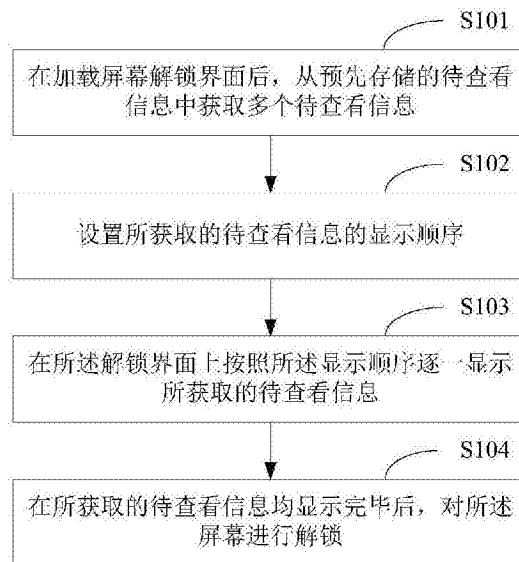 S101
在加载屏幕解锁界面后，从预先存储的待查看
信息中获取多个待查看信息
S102
设置所获取的待查看信息的显示顺序
S103
在所述解锁界面上按照所述显示顺序逐一显示
所获取的待查看信息
S104
在所获取的待查看信息均显示完毕后，对所述
屏幕进行解锁